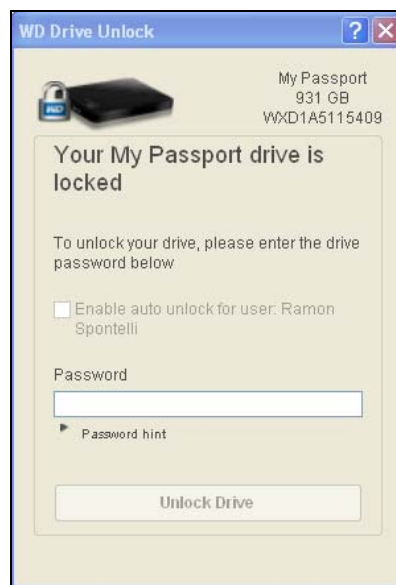 WD Drive Unlock
?
My Passport
931 GB
WXD1A5115409
WD
Your My Passport drive is
locked
To unlock your drive, please enter the drive
password below
Enable auto unlock for user: Ramon
Spontelli
Password
Password hint
Unlock Drive